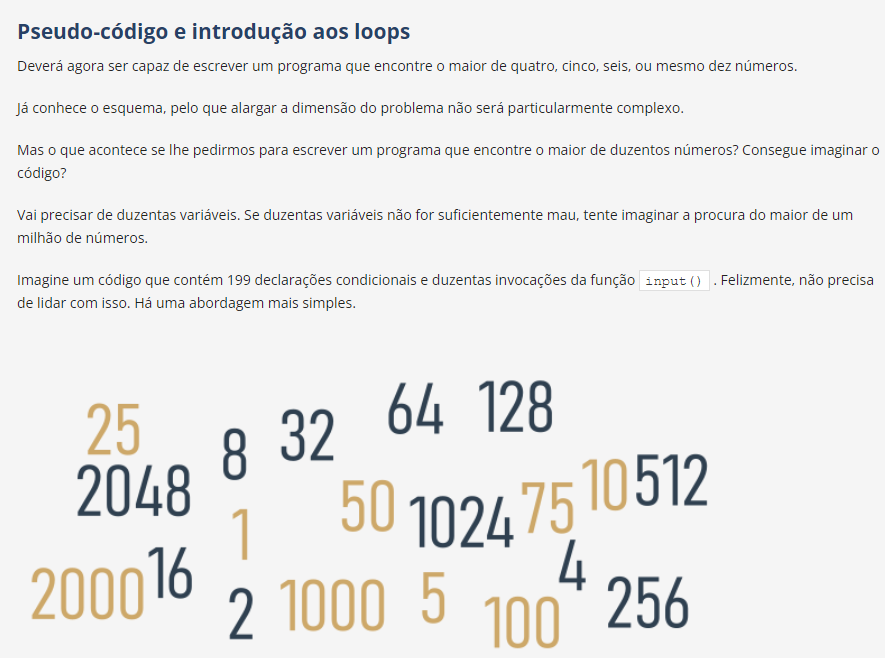 Pseudo-código e introdução aos loops
Deverá agora ser capaz de escrever um programa que encontre o maior de quatro, cinco, seis, ou mesmo dez números.
Já conhece o esquema, pelo que alargar a dimensão do problema não será particularmente complexo.
Mas o que acontece se lhe pedirmos para escrever um programa que encontre o maior de duzentos números? Consegue imaginar o
código?
Vai precisar de duzentas variáveis. Se duzentas variáveis não for suficientemente mau, tente imaginar a procura do maior de um
milhão de números.
Imagine um código que contém 199 declarações condicionais e duzentas invocações da função input() . Felizmente, não precisa
de lidar com isso. Há uma abordagem mais simples.
25 8 32 64 128
2048 50 1024 75 10 512
1
2000 16 2 1000 5 100 4 256